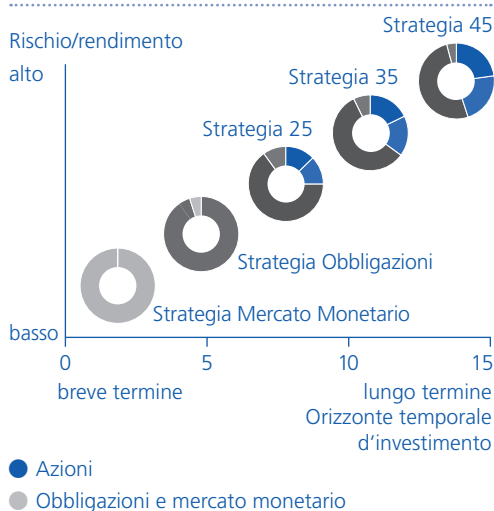 Strategia 45
Rischio/rendimento
alto
Strategia 35
Strategia 25
Strategia Obbligazioni
Strategia Mercato Monetario
basso
0 5 10 15
breve termine lungo termine
Orizzonte temporale
d’investimento
Azioni
Obbligazioni e mercato monetario